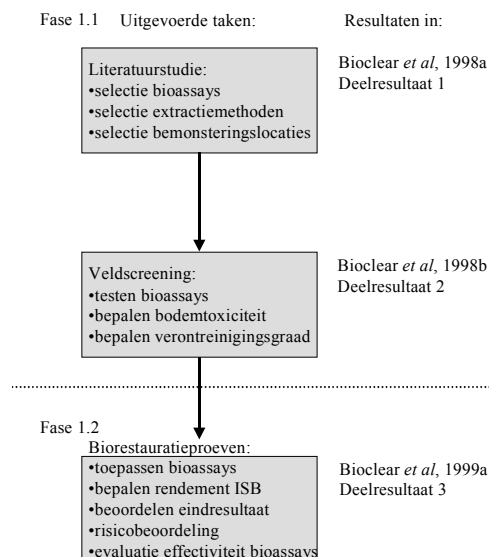 Fase 1.1 Uitgevoerde taken: Resultaten in:
Literatuurstudie:
•selectie bioassays
•selectie extractiemethoden
•selectie bemonsteringslocaties
Bioclear et al, 1998a
Deelresultaat 1
Veldscreening:
•testen bioassays
•bepalen bodemtoxiciteit
•bepalen verontreinigingsgraad
Bioclear et al, 1998b
Deelresultaat 2
Fase 1.2
Biorestauratieproeven:
•toepassen bioassays
•bepalen rendement ISB
•beoordelen eindresultaat
•risicobeoordeling
•evaluatie effectiviteit bioassays
Bioclear et al, 1999a
Deelresultaat 3